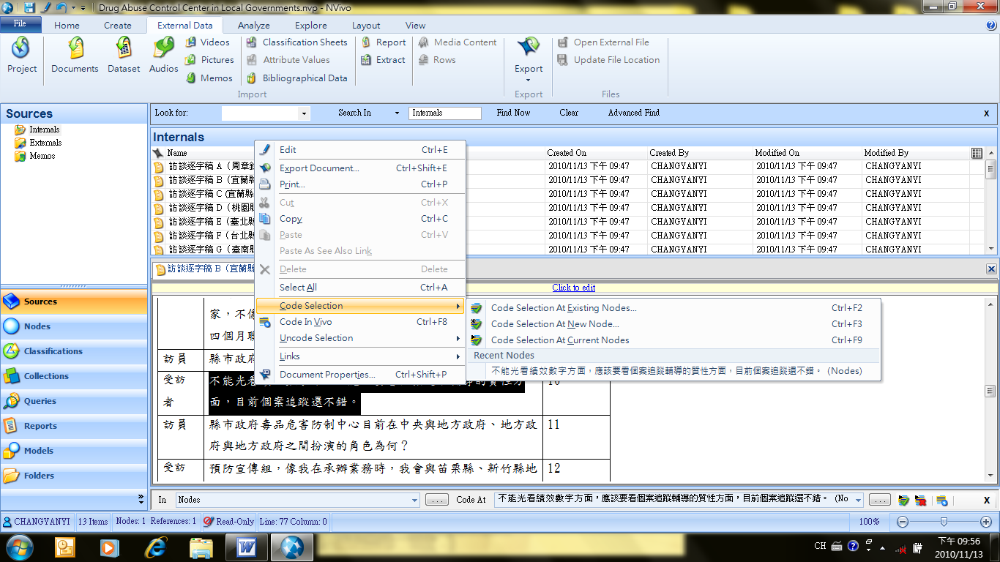 Drug Abuse Control Center in Local Governments.nvp - NVivo
File Home Create External Data Analyze Explore Layout View
Project Documents Dataset Audios Videos Pictures Memos
Classification Sheets Attribute Values Bibliographical Data
Report Extract Media Content Rows
Export Open External File Update File Location
Import Export Files
Sources
Internals
Externals
Memos
Look for: Search In Internals Find Now Clear Advanced Find x
Internals
Name Created On Created By Modified On Modified By
訪談逐字稿 A（周章 2010/11/13 下午 09:47 CHANGYANYI 2010/11/13 下午 09:47 CHANGYANYI
訪談逐字稿 B（宜蘭縣 2010/11/13 下午 09:47 CHANGYANYI 2010/11/13 下午 09:47 CHANGYANYI
訪談逐字稿 C (宜蘭縣 2010/11/13 下午 09:47 CHANGYANYI 2010/11/13 下午 09:47 CHANGYANYI
訪談逐字稿 D（桃園縣 2010/11/13 下午 09:47 CHANGYANYI 2010/11/13 下午 09:47 CHANGYANYI
訪談逐字稿 E（臺北縣 2010/11/13 下午 09:47 CHANGYANYI 2010/11/13 下午 09:47 CHANGYANYI
訪談逐字稿 F（台北縣 2010/11/13 下午 09:47 CHANGYANYI 2010/11/13 下午 09:47 CHANGYANYI
訪談逐字稿 G（臺南縣 2010/11/13 下午 09:47 CHANGYANYI 2010/11/13 下午 09:47 CHANGYANYI
Edit Ctrl+E
Export Document... Ctrl+Shift+E
Print... Ctrl+P
Cut Ctrl+X
Copy Ctrl+C
Paste Ctrl+V
Paste As See Also Link
Delete Delete
Select All Ctrl+A
Code Selection
Code In Vivo Ctrl+F8
Uncode Selection
Links
Document Properties... Ctrl+Shift+P
Code Selection At Existing Nodes... Ctrl+F2
Code Selection At New Node... Ctrl+F3
Code Selection At Current Nodes Ctrl+F9
Recent Nodes
不能光看績效數字方面，應該要看個案追蹤輔導的質性方面，目前個案追蹤還不錯。 (Nodes)
Sources
Nodes
Classifications
Collections
Queries
Reports
Models
Folders
訪談逐字稿 B（宜蘭縣
Click to edit
家，不像
四個月
訪員 縣市政府
受訪
者
不能光看
面，目前個案追蹤還不錯。
訪員 縣市政府毒品危害防制中心目前在中央與地方政府、地方政 11
府與地方政府之間扮演的角色為何？
受訪 預防宣傳組，像我在承辦業務時，我會與苗栗縣、新竹縣地 12
In Nodes ... Code At 不能光看績效數字方面，應該要看個案追蹤輔導的質性方面，目前個案追蹤還不錯。 (No ... x
CHANGYANYI 13 Items Nodes: 1 References: 1 Read-Only Line: 77 Column: 0 100%
CH 下午 09:56
2010/11/13